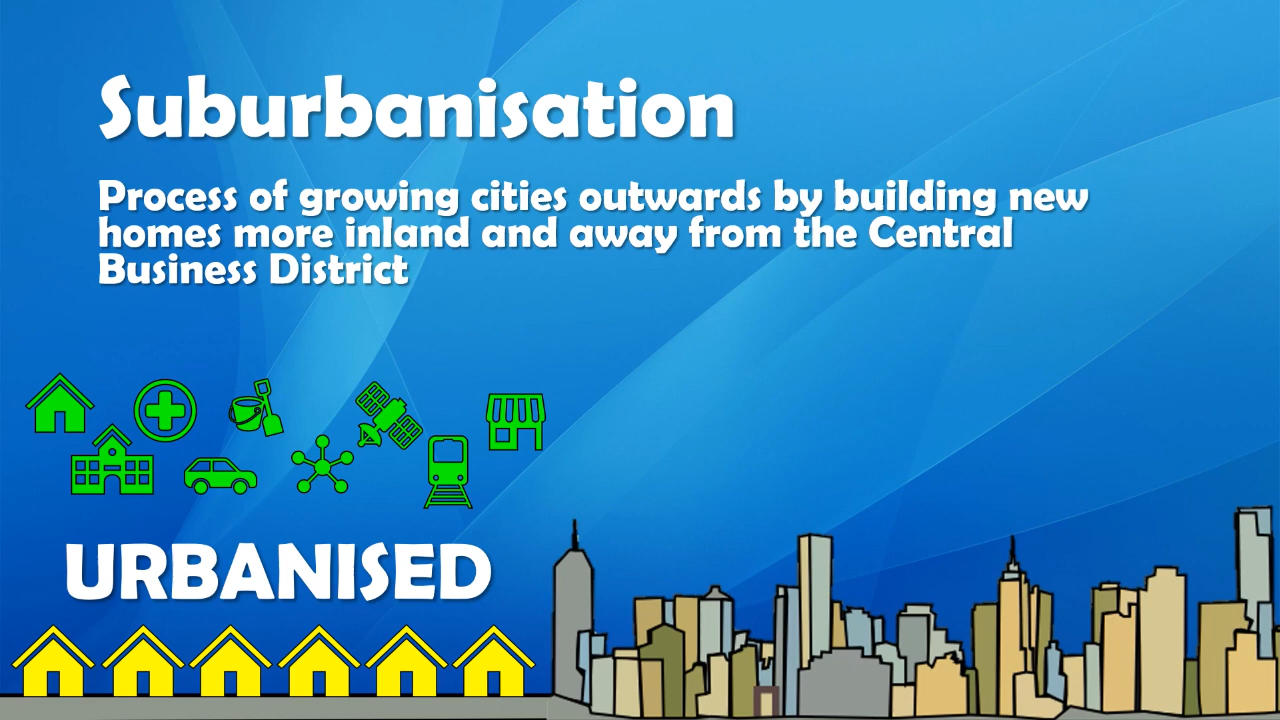 Suburbanisation
Process of growing cities outwards by building new
homes more inland and away from the Central
Business District
URBANISED